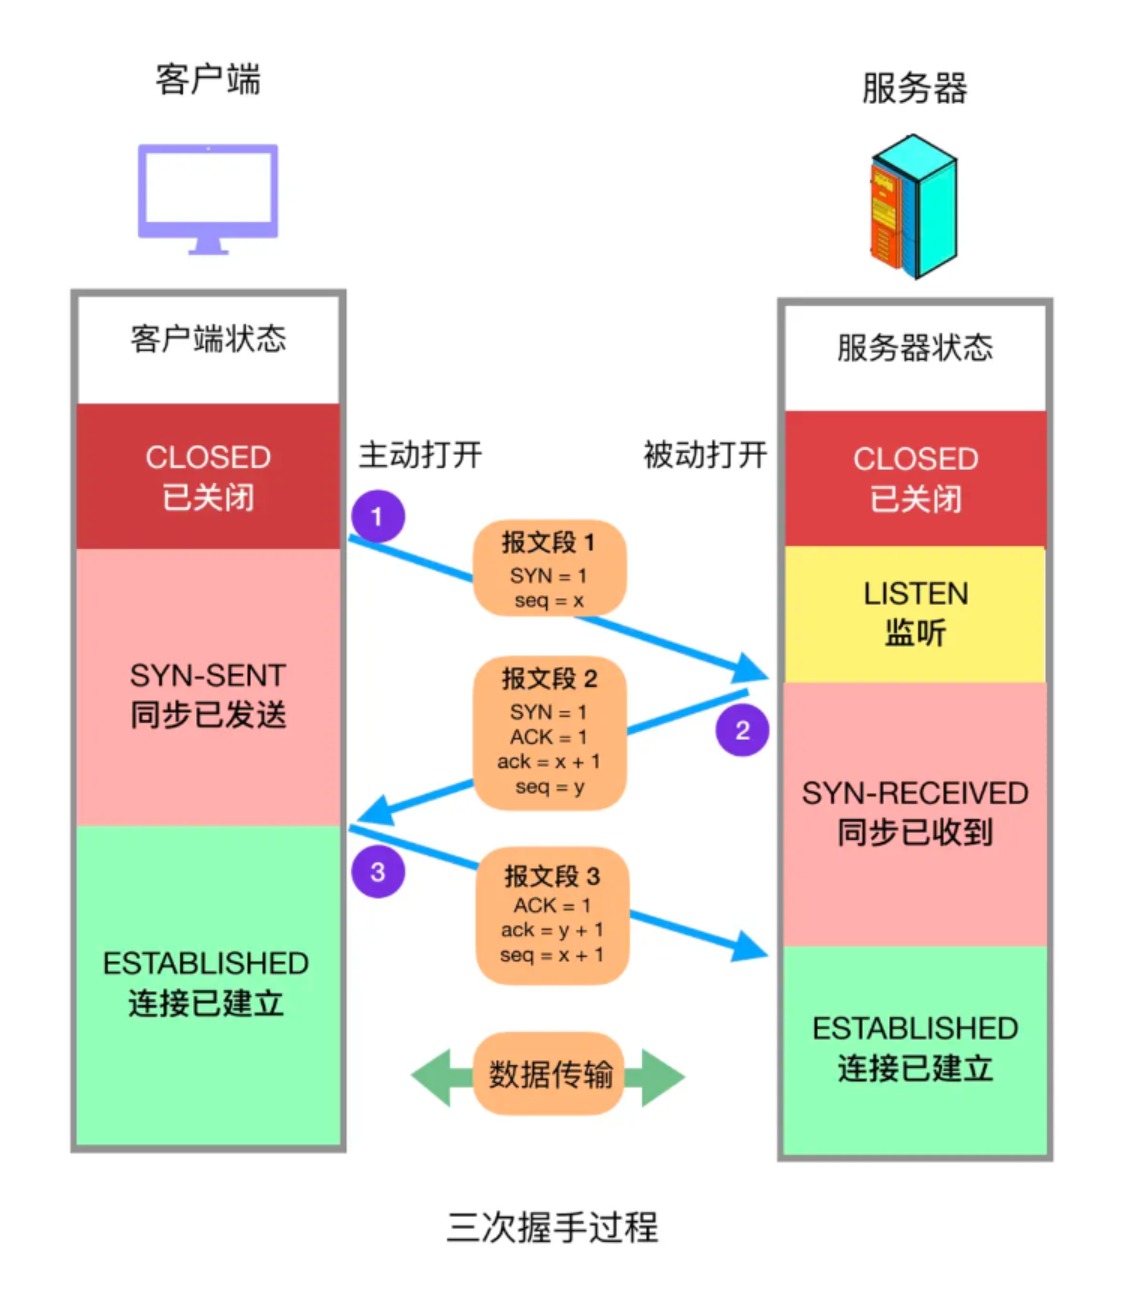 客户端
服务器
客户端状态
服务器状态
CLOSED
已关闭
主动打开
被动打开
CLOSED
已关闭
1
报文段 1
SYN = 1
seq = x
LISTEN
监听
SYN-SENT
同步已发送
报文段 2
SYN = 1
ACK = 1
ack = x + 1
seq = y
2
SYN-RECEIVED
同步已收到
3
报文段 3
ACK = 1
ack = y + 1
seq = x + 1
ESTABLISHED
连接已建立
ESTABLISHED
连接已建立
数据传输
三次握手过程